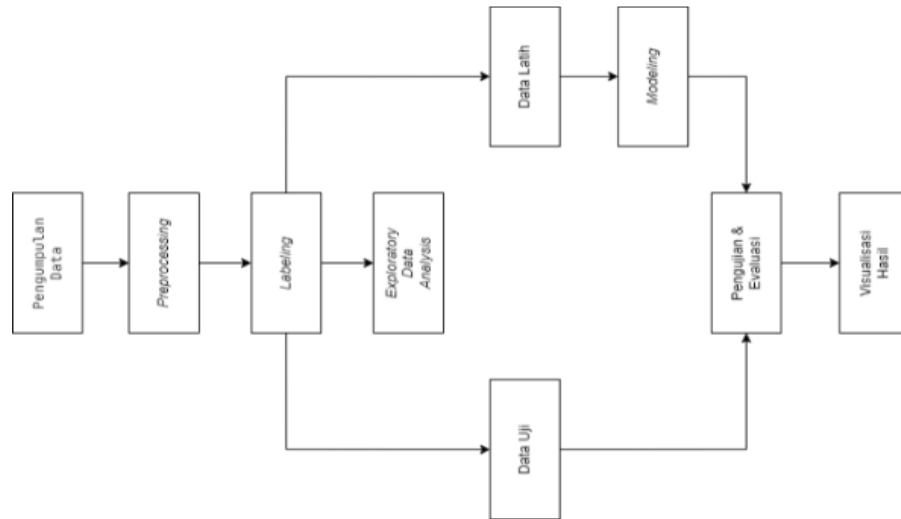 Pengumpulan
Data
Preprocessing
Labeling
Exploratory
Data
Analysis
Data Latih
Modeling
Data Uji
Pengujian &
Evaluasi
Visualisasi
Hasil